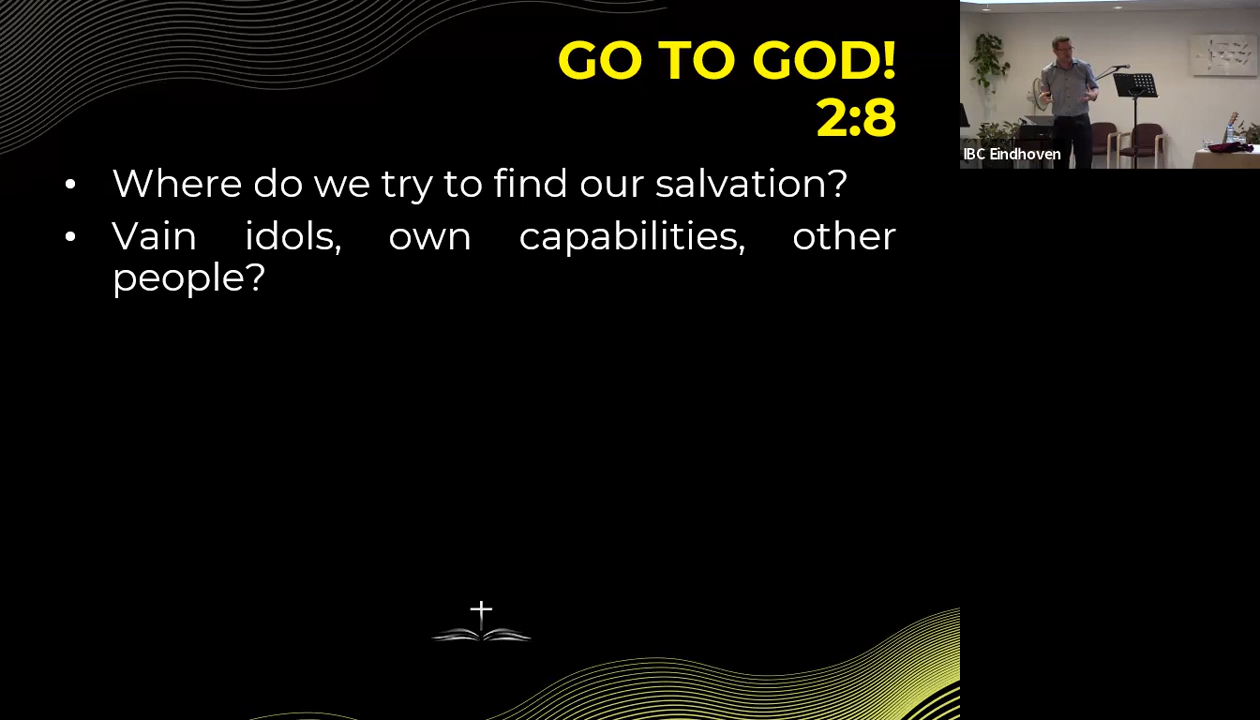 GO TO GOD!
2:8
• Where do we try to find our salvation?
• Vain idols, own capabilities, other
people?
IBC Eindhoven